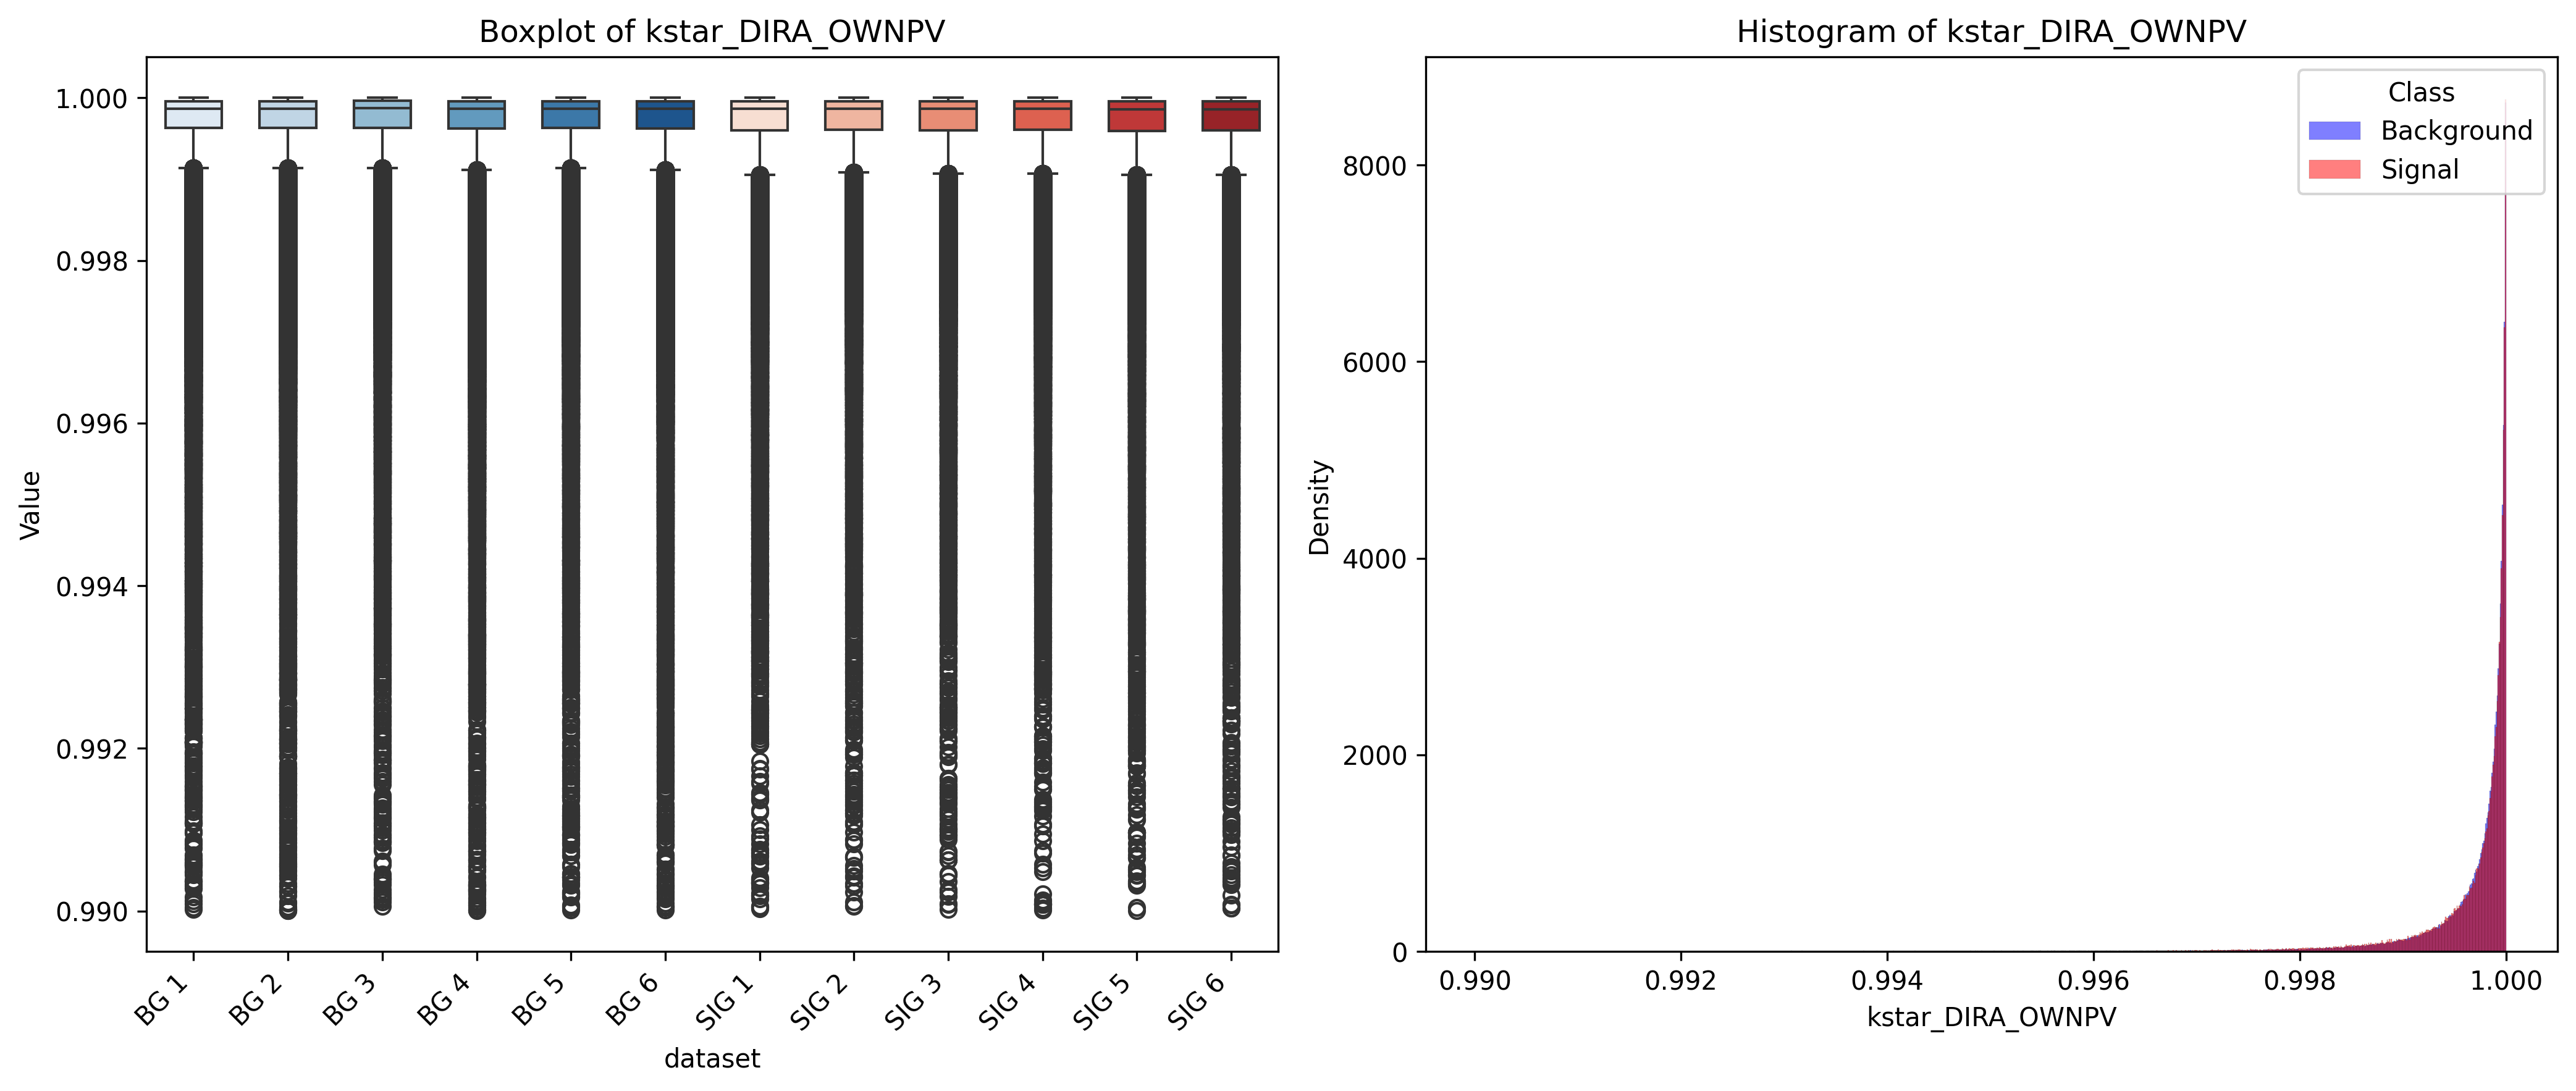 Boxplot of kstar_DIRA_OWNPV
Value
1.000
0.998
0.996
0.994
0.992
0.990
BG 1
BG 2
BG 3
BG 4
BG 5
BG 6
SIG 1
SIG 2
SIG 3
SIG 4
SIG 5
SIG 6
dataset
Histogram of kstar_DIRA_OWNPV
Class
Background
Signal
Density
8000
6000
4000
2000
0
0.990
0.992
0.994
0.996
0.998
1.000
kstar_DIRA_OWNPV